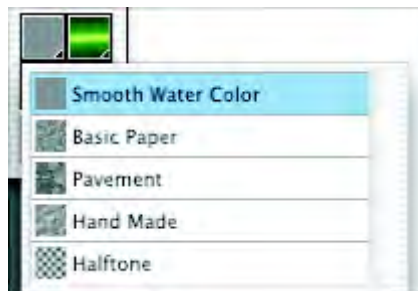 Smooth Water Color
Basic Paper
Pavement
Hand Made
Halftone